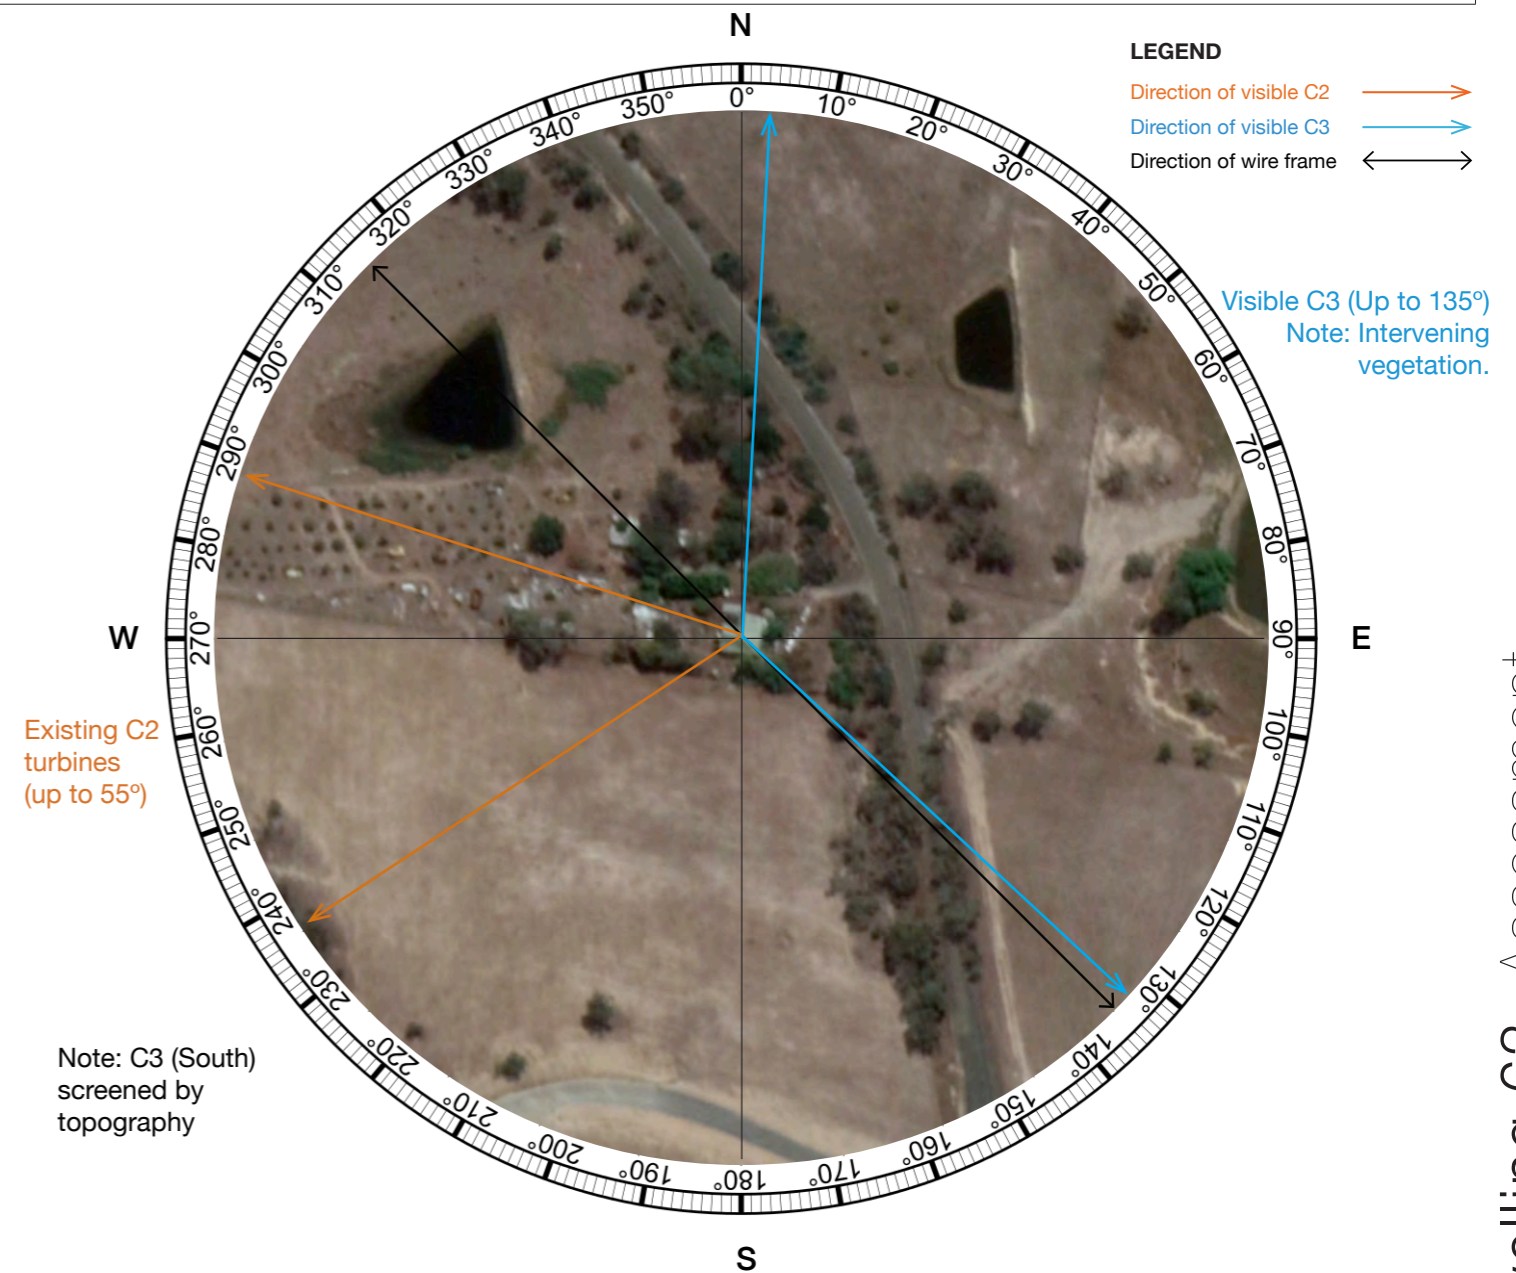 N
LEGEND
Direction of visible C2
Direction of visible C3
Direction of wire frame
0°
10°
20°
30°
40°
50°
60°
70°
80°
90°
100°
110°
120°
130°
140°
150°
160°
170°
180°
190°
200°
210°
220°
230°
240°
250°
260°
270°
280°
290°
300°
310°
320°
330°
340°
350°
Visible C3 (Up to 135º)
Note: Intervening
vegetation.
W
E
Existing C2
turbines
(up to 55º)
Note: C3 (South)
screened by
topography
S